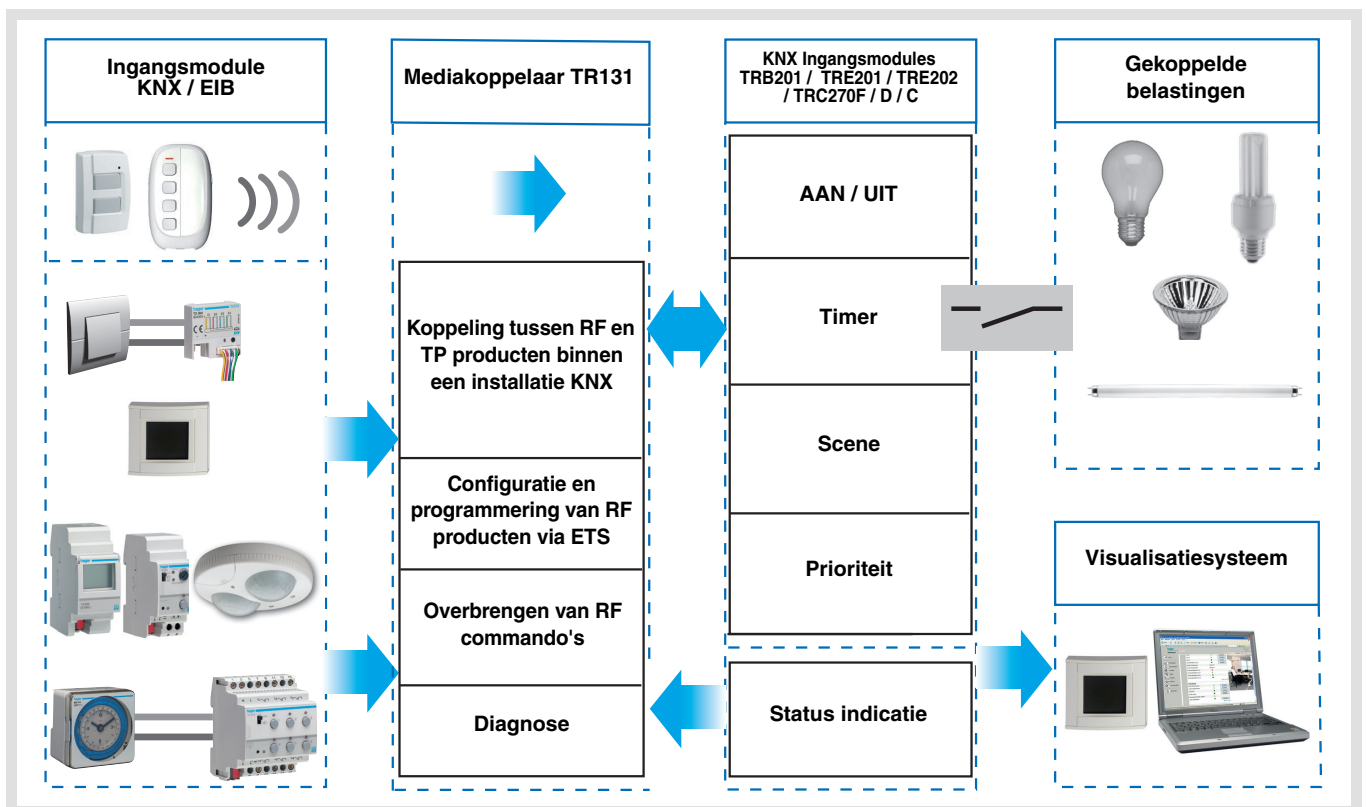 Ingangsmodule
KNX / EIB
Mediakoppelaar TR131
Koppeling tussen RF en
TP producten binnen
een installatie KNX
Configuratie en
programmering van RF
producten via ETS
Overbrengen van RF
commando's
Diagnose
KNX Ingangsmodules
TRB201 / TRE201 / TRE202
/ TRC270F / D / C
AAN / UIT
Timer
Scene
Prioriteit
Status indicatie
Gekoppelde
belastingen
Visualisatiesysteem